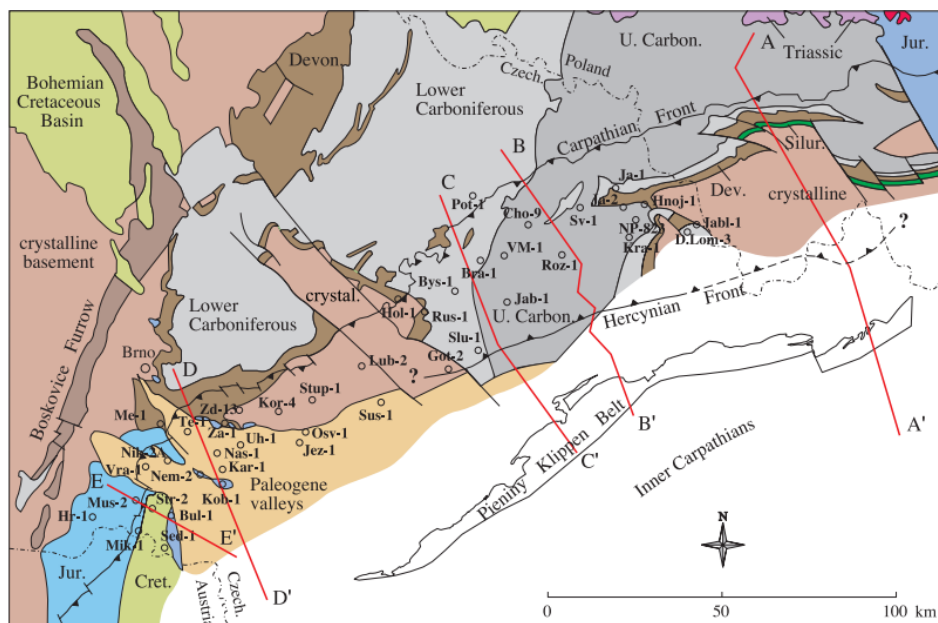 A
U. Carbon.
Triassic
Jur.
Devon.
Bohemian
Cretaceous
Basin
Czech.
Poland
Lower
Carboniferous
Carpathian Front
B
Silur.
C
Ja-1
Dev.
crystalline
Pot-1
Cho-9
Sv-1
Ja-2
Hnoj-1
NP-823
Jabl-1
?
D.Lom-3
Kra-1
crystalline
basement
VM-1
Roz-1
Bra-1
Bys-1
Lower
Carboniferous
crystal.
Hol-1
Rus-1
Jab-1
U. Carbon.
Hercynian Front
Boskovice Furrow
Slu-1
Brno
D
Lub-2
Got-2
?
Stup-1
Me-1
Zd-13
Kor-4
Sus-1
Te-1
Za-1
Uh-1
Osv-1
Jez-1
B'
A'
Nik-2A
Nas-1
Vra-1
Nem-2
Kar-1
C'
Pieniny Klippen Belt
Inner Carpathians
E
Kob-1
Paleogene
valleys
Mus-2
Str-2
Hr-1
Bul-1
Mik-1
Sed-1
E'
N
Jur.
Cret.
Czech.
Austria
D'
0
50
100 km